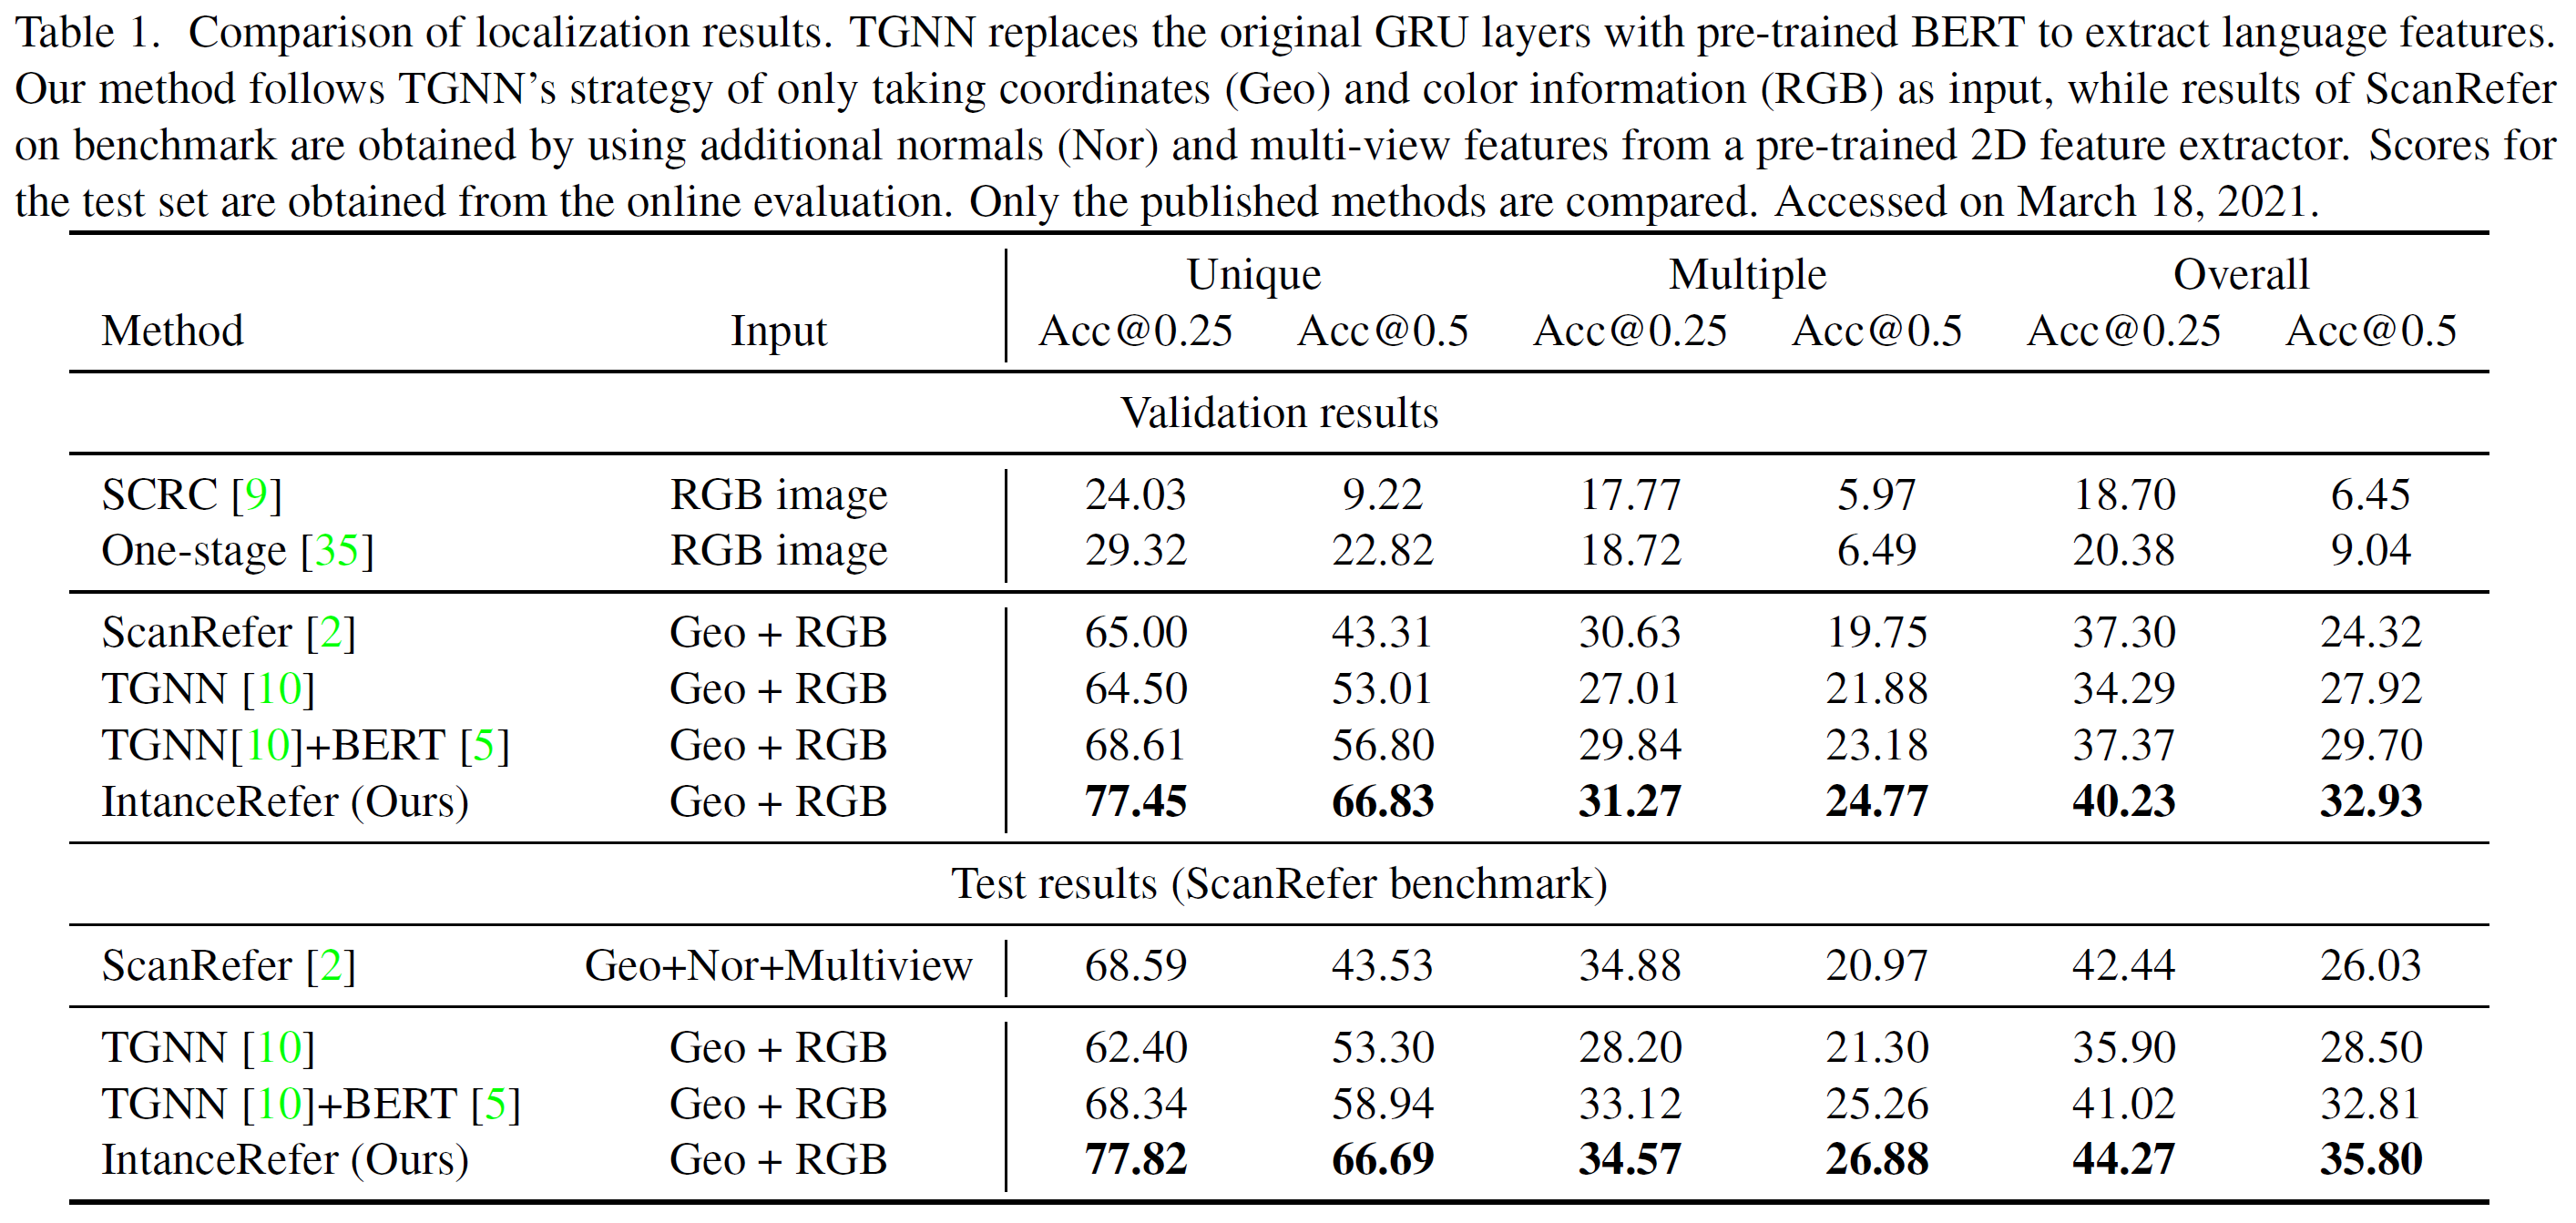 Table 1. Comparison of localization results. TGNN replaces the original GRU layers with pre-trained BERT to extract language features.
Our method follows TGNN's strategy of only taking coordinates (Geo) and color information (RGB) as input, while results of ScanRefer
on benchmark are obtained by using additional normals (Nor) and multi-view features from a pre-trained 2D feature extractor. Scores for
the test set are obtained from the online evaluation. Only the published methods are compared. Accessed on March 18, 2021.
Unique Multiple Overall
Method Input Acc@0.25 Acc@0.5 Acc@0.25 Acc@0.5 Acc@0.25 Acc@0.5
Validation results
SCRC [9] RGB image 24.03 9.22 17.77 5.97 18.70 6.45
One-stage [35] RGB image 29.32 22.82 18.72 6.49 20.38 9.04
ScanRefer [2] Geo + RGB 65.00 43.31 30.63 19.75 37.30 24.32
TGNN [10] Geo + RGB 64.50 53.01 27.01 21.88 34.29 27.92
TGNN[10]+BERT [5] Geo + RGB 68.61 56.80 29.84 23.18 37.37 29.70
IntanceRefer (Ours) Geo + RGB 77.45 66.83 31.27 24.77 40.23 32.93
Test results (ScanRefer benchmark)
ScanRefer [2] Geo+Nor+Multiview 68.59 43.53 34.88 20.97 42.44 26.03
TGNN [10] Geo + RGB 62.40 53.30 28.20 21.30 35.90 28.50
TGNN [10]+BERT [5] Geo + RGB 68.34 58.94 33.12 25.26 41.02 32.81
IntanceRefer (Ours) Geo + RGB 77.82 66.69 34.57 26.88 44.27 35.80